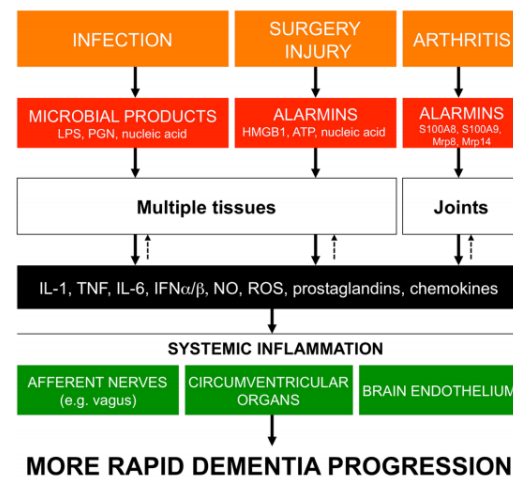 INFECTION
SURGERY
INJURY
ARTHRITIS
MICROBIAL PRODUCTS
LPS, PGN, nucleic acid
ALARMINS
HMGB1, ATP, nucleic acid
ALARMINS
S100A8, S100A9,
Mrp8, Mrp14
Multiple tissues
Joints
IL-1, TNF, IL-6, IFNα/β, NO, ROS, prostaglandins, chemokines
SYSTEMIC INFLAMMATION
AFFERENT NERVES
(e.g. vagus)
CIRCUMVENTRICULAR
ORGANS
BRAIN ENDOTHELIUM
MORE RAPID DEMENTIA PROGRESSION